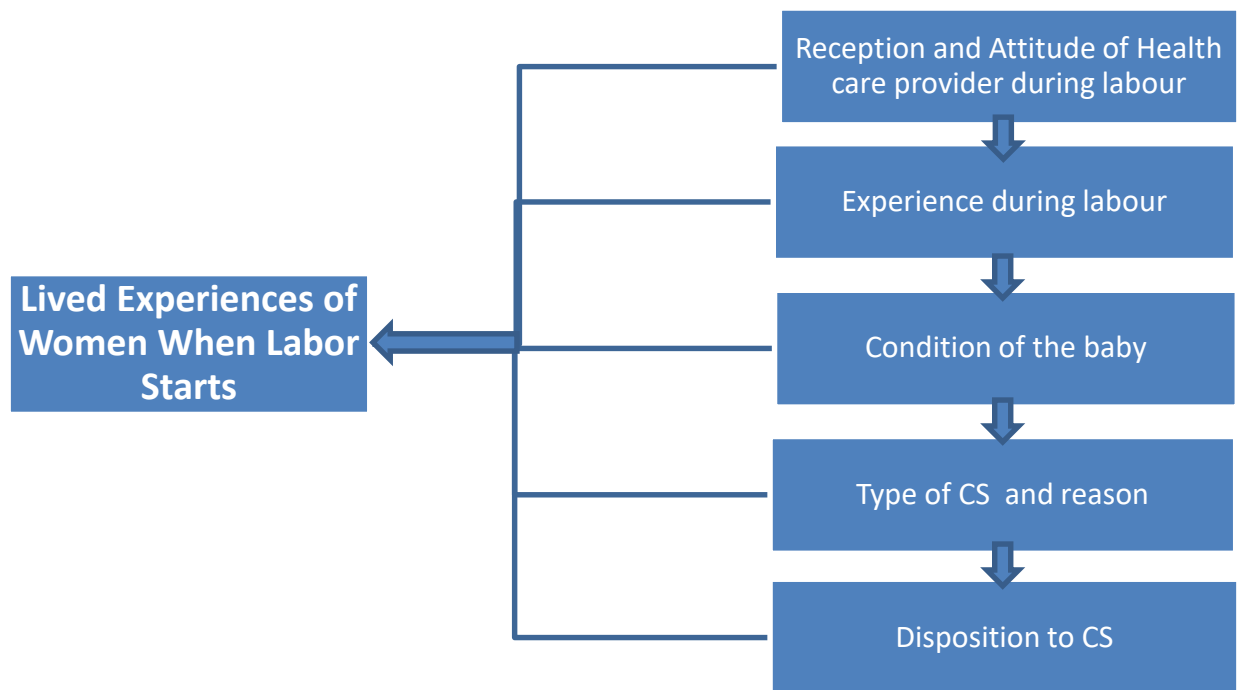 Reception and Attitude of Health
care provider during labour
Experience during labour
Lived Experiences of
Women When Labor
Starts
Condition of the baby
Type of CS and reason
Disposition to CS